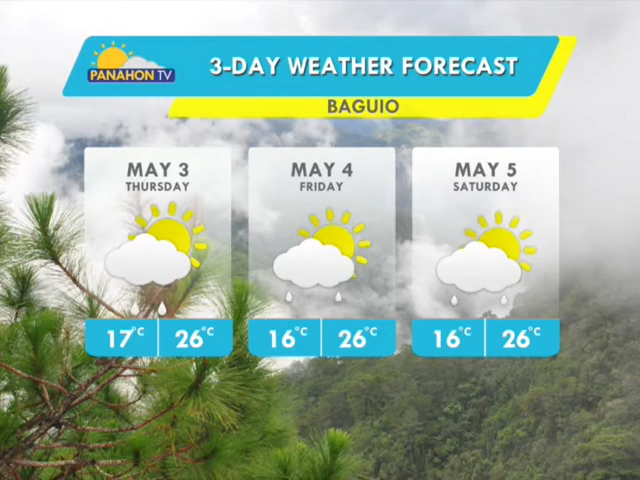 PANAHON TV
3-DAY WEATHER FORECAST
BAGUIO
MAY 3
THURSDAY
17°C 26°C
MAY 4
FRIDAY
16°C 26°C
MAY 5
SATURDAY
16°C 26°C